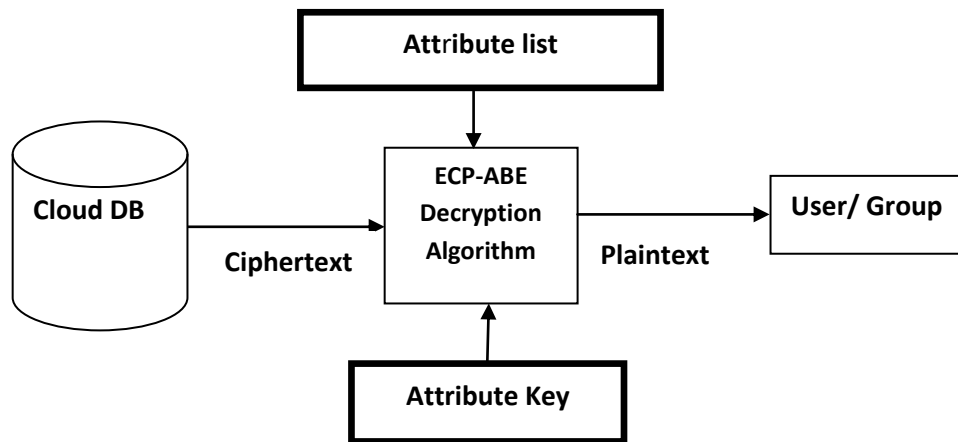 Attribute list
Cloud DB
Ciphertext
ECP-ABE
Decryption
Algorithm
Plaintext
User/ Group
Attribute Key